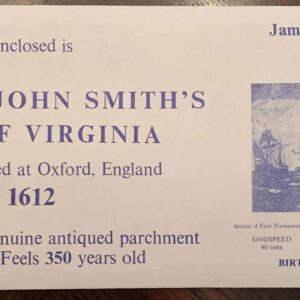 Jam
nclosed is
JOHN SMITH'S
F VIRGINIA
ed at Oxford, England
1612
nuine antiqued parchment
Feels 350 years old
Arrival of First Permanent
GODSPEED
40 tons
BIRT